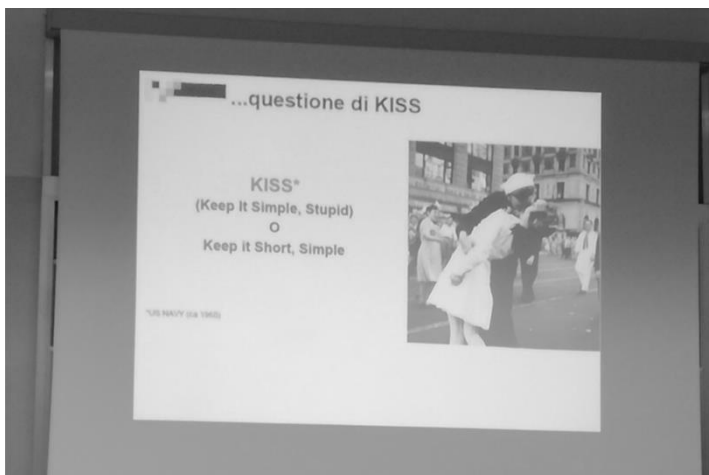 ...questione di KISS
KISS*
(Keep It Simple, Stupid)
O
Keep it Short, Simple
*US NAVY (ca 1960)